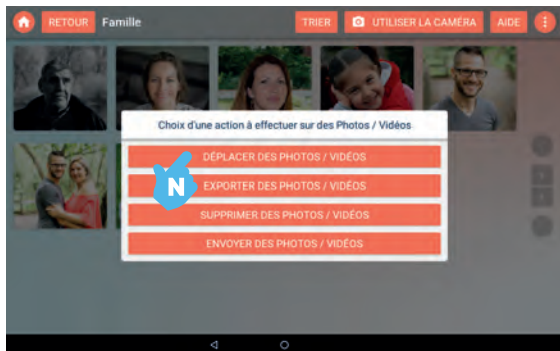 RETOUR Famille TRIER UTILISER LA CAMÉRA AIDE
Choix d'une action à effectuer sur des Photos / Vidéos
DÉPLACER DES PHOTOS / VIDÉOS
N
EXPORTER DES PHOTOS / VIDÉOS
SUPPRIMER DES PHOTOS / VIDÉOS
ENVOYER DES PHOTOS / VIDÉOS